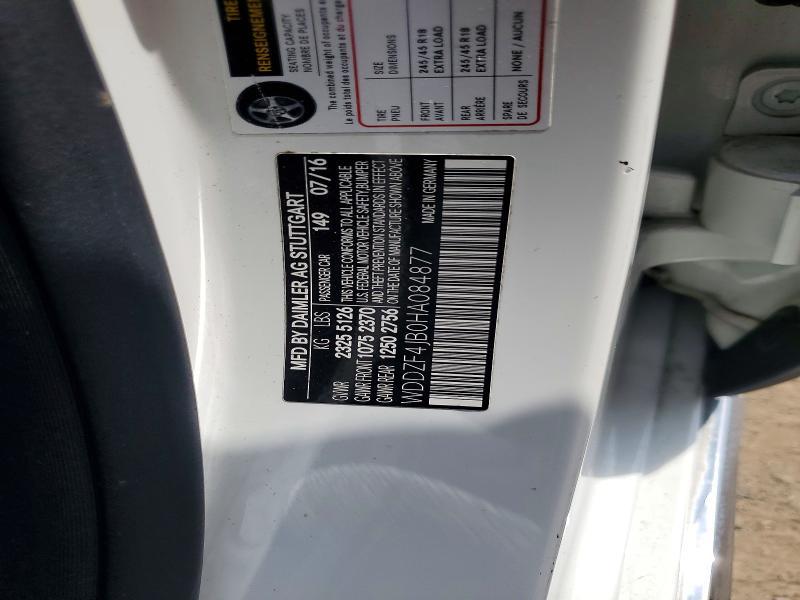 TIRE
RENSEIGNEMENT
SEATING CAPACITY
NOMBRE DE PLACES
The combined weight of occupants
Le poids total des occupants et du charge
TIRE SIZE
PNEU DIMENSIONS
FRONT 245/45 R18
AVANT EXTRA LOAD
REAR 245/45 R18
ARRIÈRE EXTRA LOAD
SPARE NONE / AUCUN
DE SECOURS
MFD BY DAIMLER AG STUTTGART
KG LBS PASSENGER CAR 149 07/16
GVWR 2325 5126 THIS VEHICLE CONFORMS TO ALL APPLICABLE
GAWR FRONT 1075 2370 U.S. FEDERAL MOTOR VEHICLE SAFETY, BUMPER
GAWR REAR 1250 2756 AND THEFT PREVENTION STANDARDS IN EFFECT
ON THE DATE OF MANUFACTURE SHOWN ABOVE
WDDZF4JB0HA084877 MADE IN GERMANY